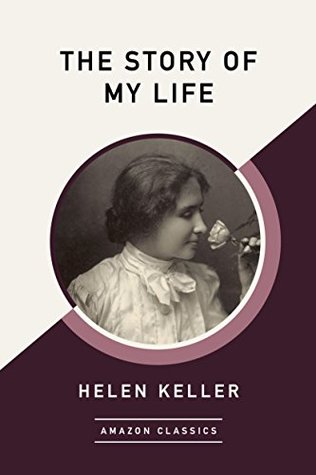 THE STORY OF
MY LIFE
HELEN KELLER
AMAZON CLASSICS